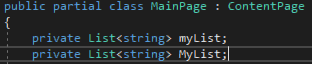 public partial class MainPage : ContentPage
{
private List<string> myList;
private List<string> MyList;